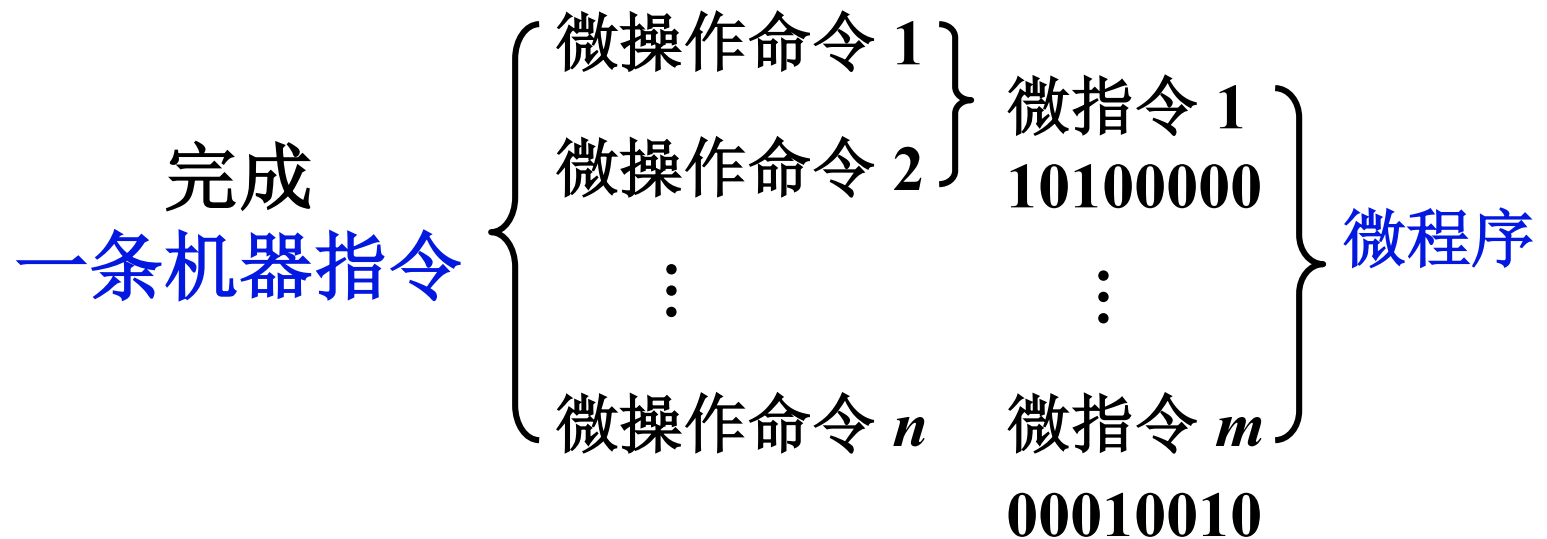 完成
一条机器指令
微操作命令 1
微操作命令 2
⋮
微操作命令 n
微指令 1
10100000
⋮
微指令 m
00010010
微程序